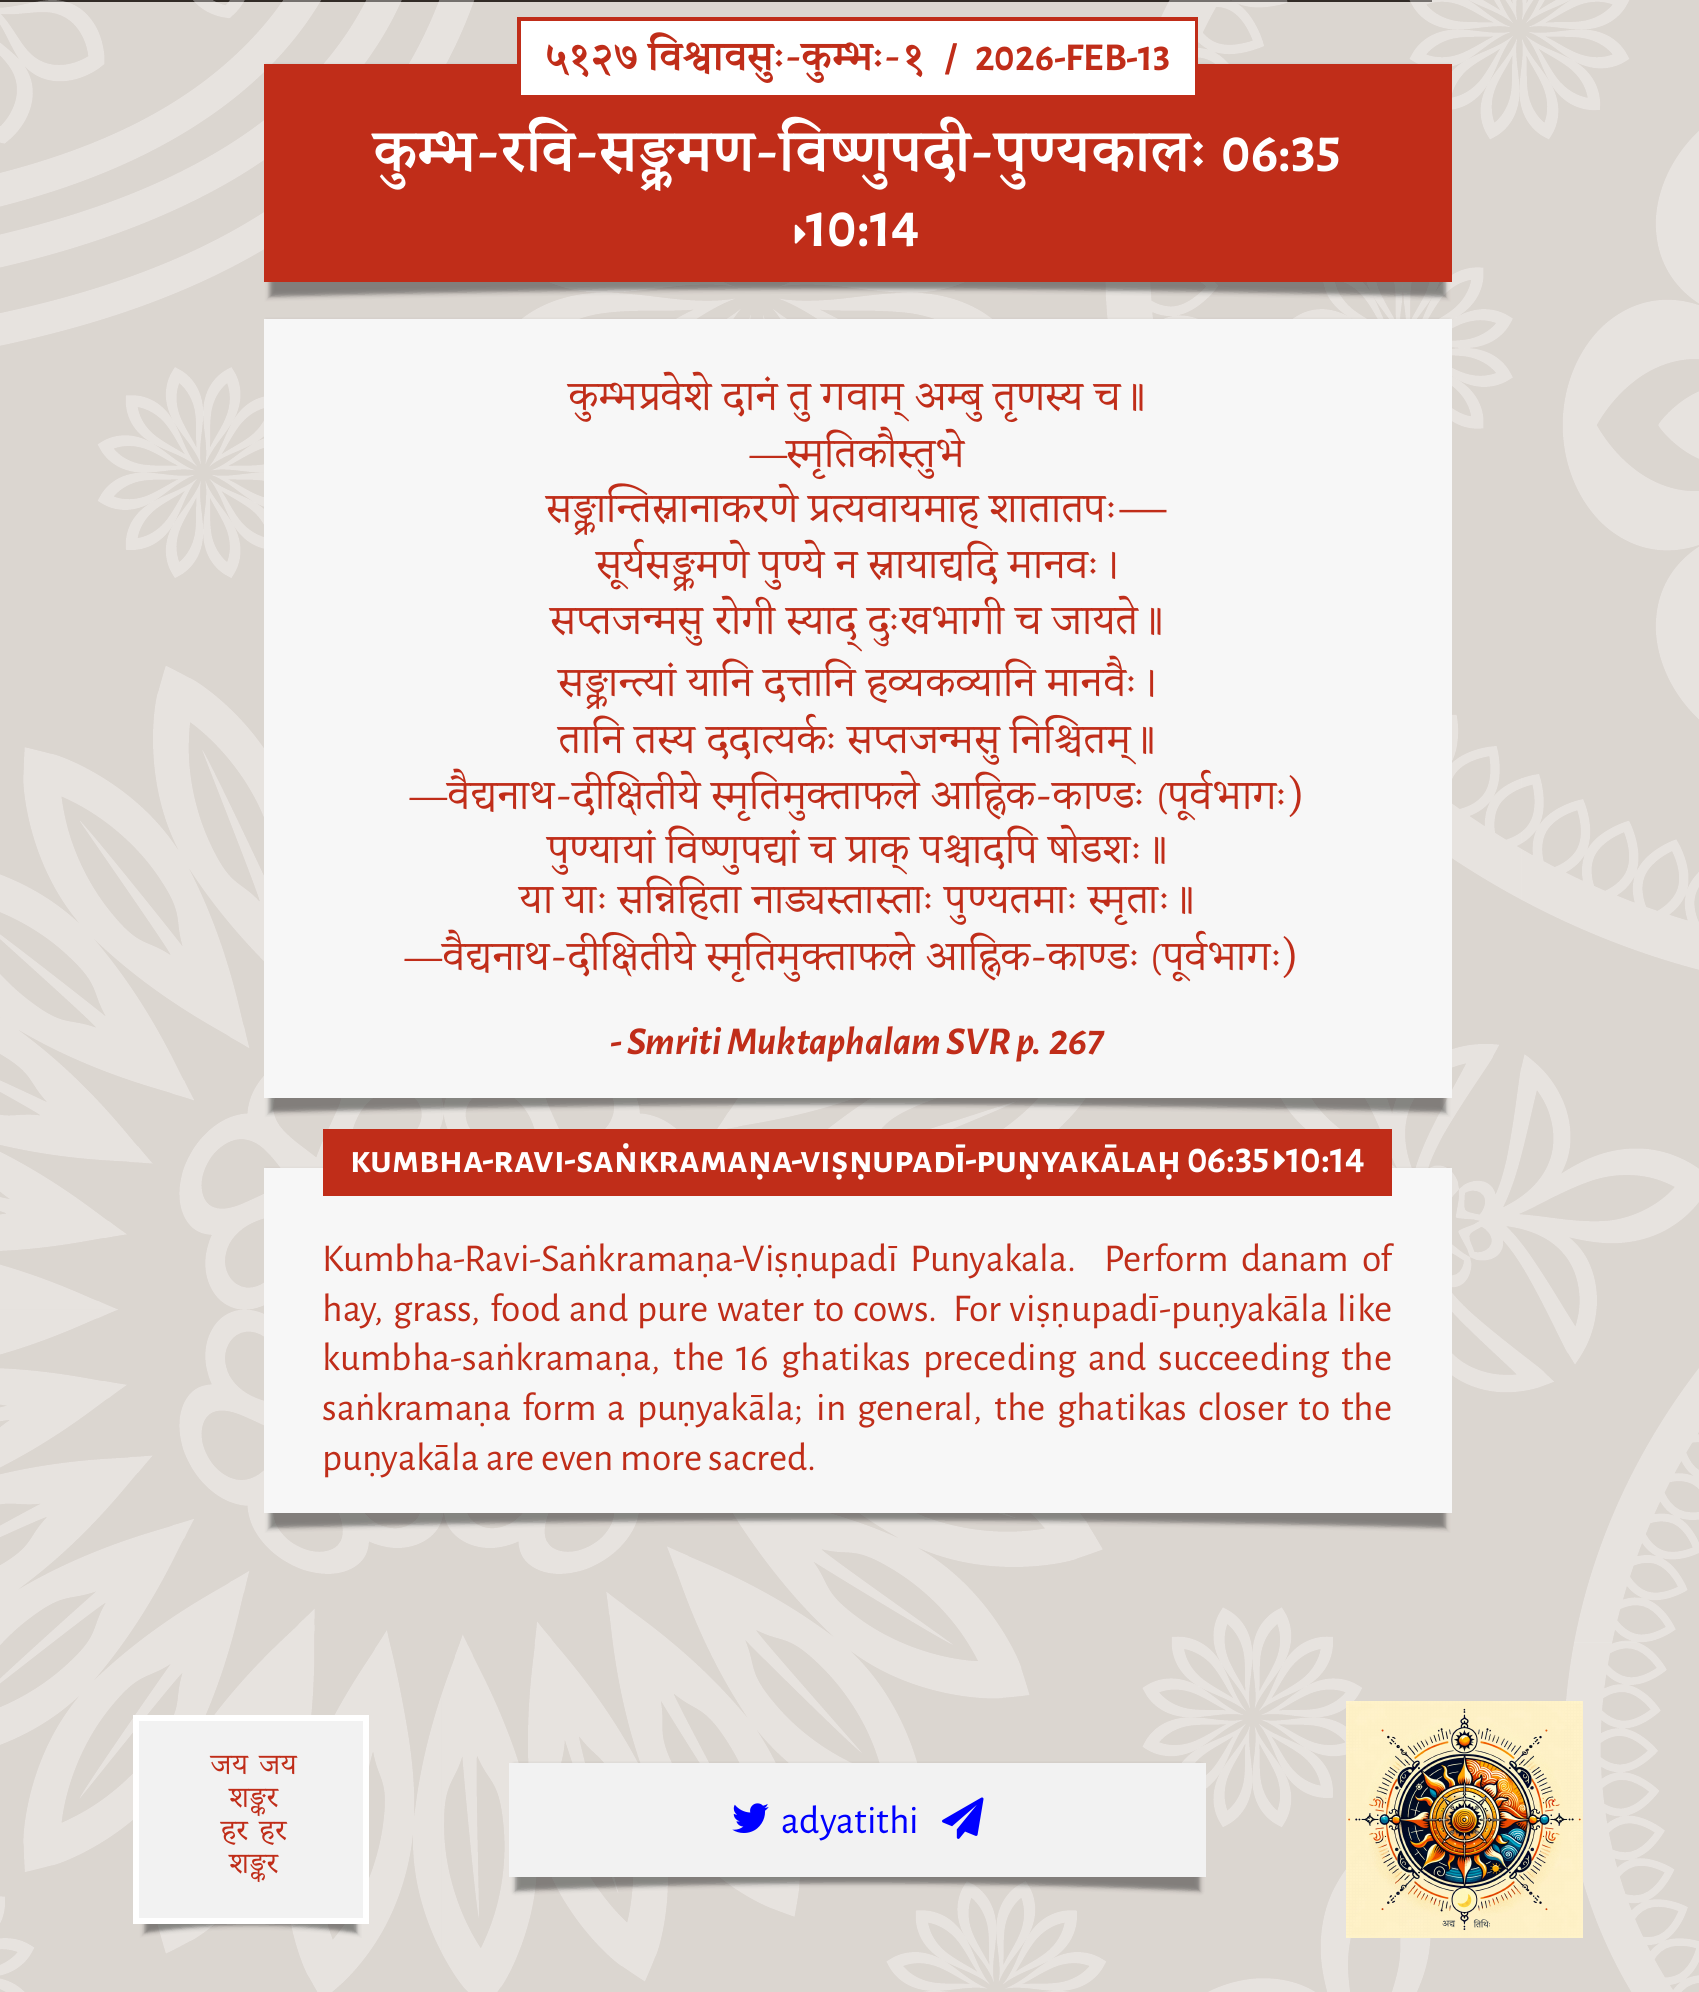 ५१२७ विश्वावसुः-कुम्भः-१ / 2026-FEB-13
कुम्भ-रवि-सङ्क्रमण-विष्णुपदी-पुण्यकालः 06:35
▸10:14
कुम्भप्रवेशे दानं तु गवाम् अम्बु तृणस्य च॥
—स्मृतिकौस्तुभे
सङ्क्रान्तिस्नानाकरणे प्रत्यवायमाह शातातपः—
सूर्यसङ्क्रमणे पुण्ये न स्नायाद्यदि मानवः।
सप्तजन्मसु रोगी स्याद् दुःखभागी च जायते॥
सङ्क्रान्त्यां यानि दत्तानि हव्यकव्यानि मानवैः।
तानि तस्य ददात्यर्कः सप्तजन्मसु निश्चितम्॥
—वैद्यनाथ-दीक्षितीये स्मृतिमुक्ताफले आह्निक-काण्डः (पूर्वभागः)
पुण्यायां विष्णुपद्यां च प्राक् पश्चादपि षोडशः॥
या याः सन्निहिता नाड्यस्तास्ताः पुण्यतमाः स्मृताः॥
—वैद्यनाथ-दीक्षितीये स्मृतिमुक्ताफले आह्निक-काण्डः (पूर्वभागः)
- Smriti Muktaphalam SVR p. 267
KUMBHA-RAVI-SAṄKRAMAṆA-VIṢṆUPADĪ-PUṆYAKĀLAḤ 06:35▸10:14
Kumbha-Ravi-Saṅkramaṇa-Viṣṇupadī Punyakala. Perform danam of
hay, grass, food and pure water to cows. For viṣṇupadī-puṇyakāla like
kumbha-saṅkramaṇa, the 16 ghatikas preceding and succeeding the
saṅkramaṇa form a puṇyakāla; in general, the ghatikas closer to the
puṇyakāla are even more sacred.
जय जय
शङ्कर
हर हर
शङ्कर
adyatithi
अद्य तिथिः